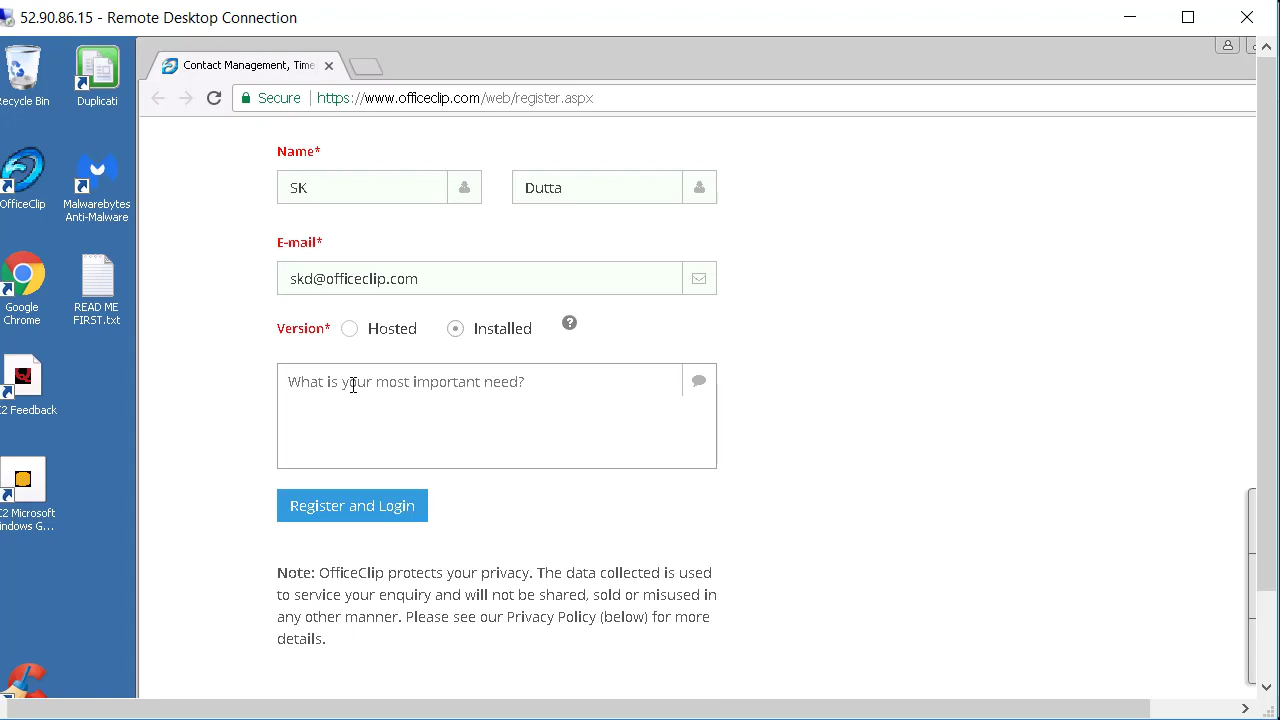 52.90.86.15 - Remote Desktop Connection
Recycle Bin
Duplicati
OfficeClip
Malwarebytes
Anti-Malware
Google
Chrome
READ ME
FIRST.txt
C2 Feedback
C2 Microsoft
Windows G...
Contact Management, Time
Secure
https://www.officeclip.com/web/register.aspx
Name*
SK
Dutta
E-mail*
skd@officeclip.com
Version* Hosted Installed ?
What is your most important need?
Register and Login
Note: OfficeClip protects your privacy. The data collected is used
to service your enquiry and will not be shared, sold or misused in
any other manner. Please see our Privacy Policy (below) for more
details.